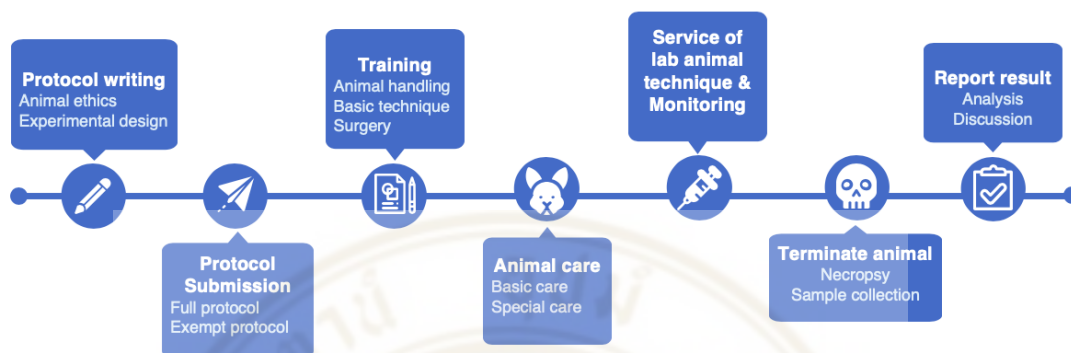 Protocol writing
Animal ethics
Experimental design
Protocol
Submission
Full protocol
Exempt protocol
Training
Animal handling
Basic technique
Surgery
Animal care
Basic care
Special care
Service of
lab animal
technique &
Monitoring
Terminate animal
Necropsy
Sample collection
Report result
Analysis
Discussion